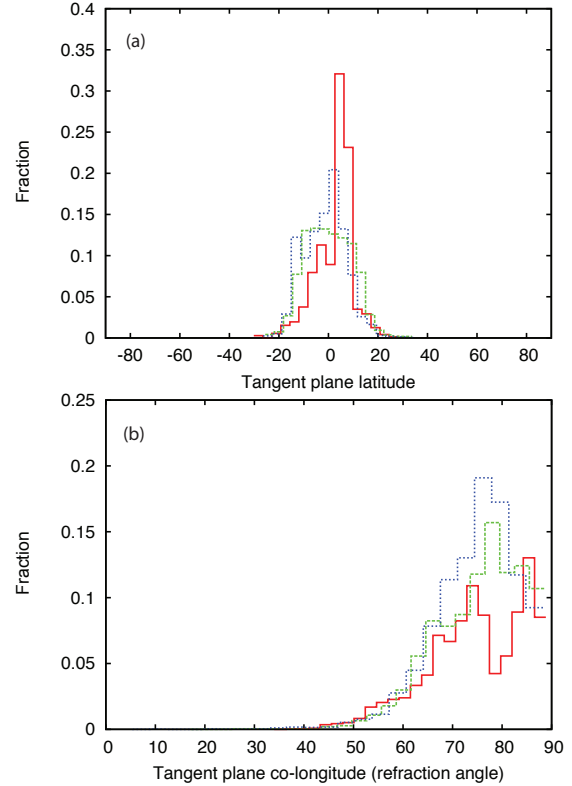 0.4
(a)
0.35
0.3
0.25
Fraction
0.2
0.15
0.1
0.05
0
-80 -60 -40 -20 0 20 40 60 80
Tangent plane latitude
0.25
(b)
0.2
0.15
Fraction
0.1
0.05
0
0 10 20 30 40 50 60 70 80 90
Tangent plane co-longitude (refraction angle)